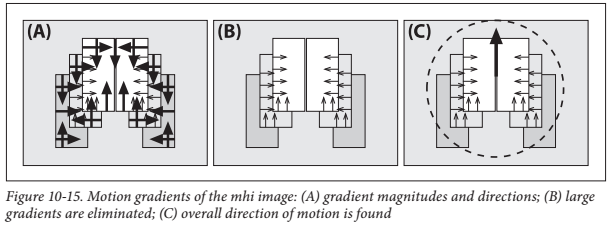 (A) (B) (C)
Figure 10-15. Motion gradients of the mhi image: (A) gradient magnitudes and directions; (B) large
gradients are eliminated; (C) overall direction of motion is found